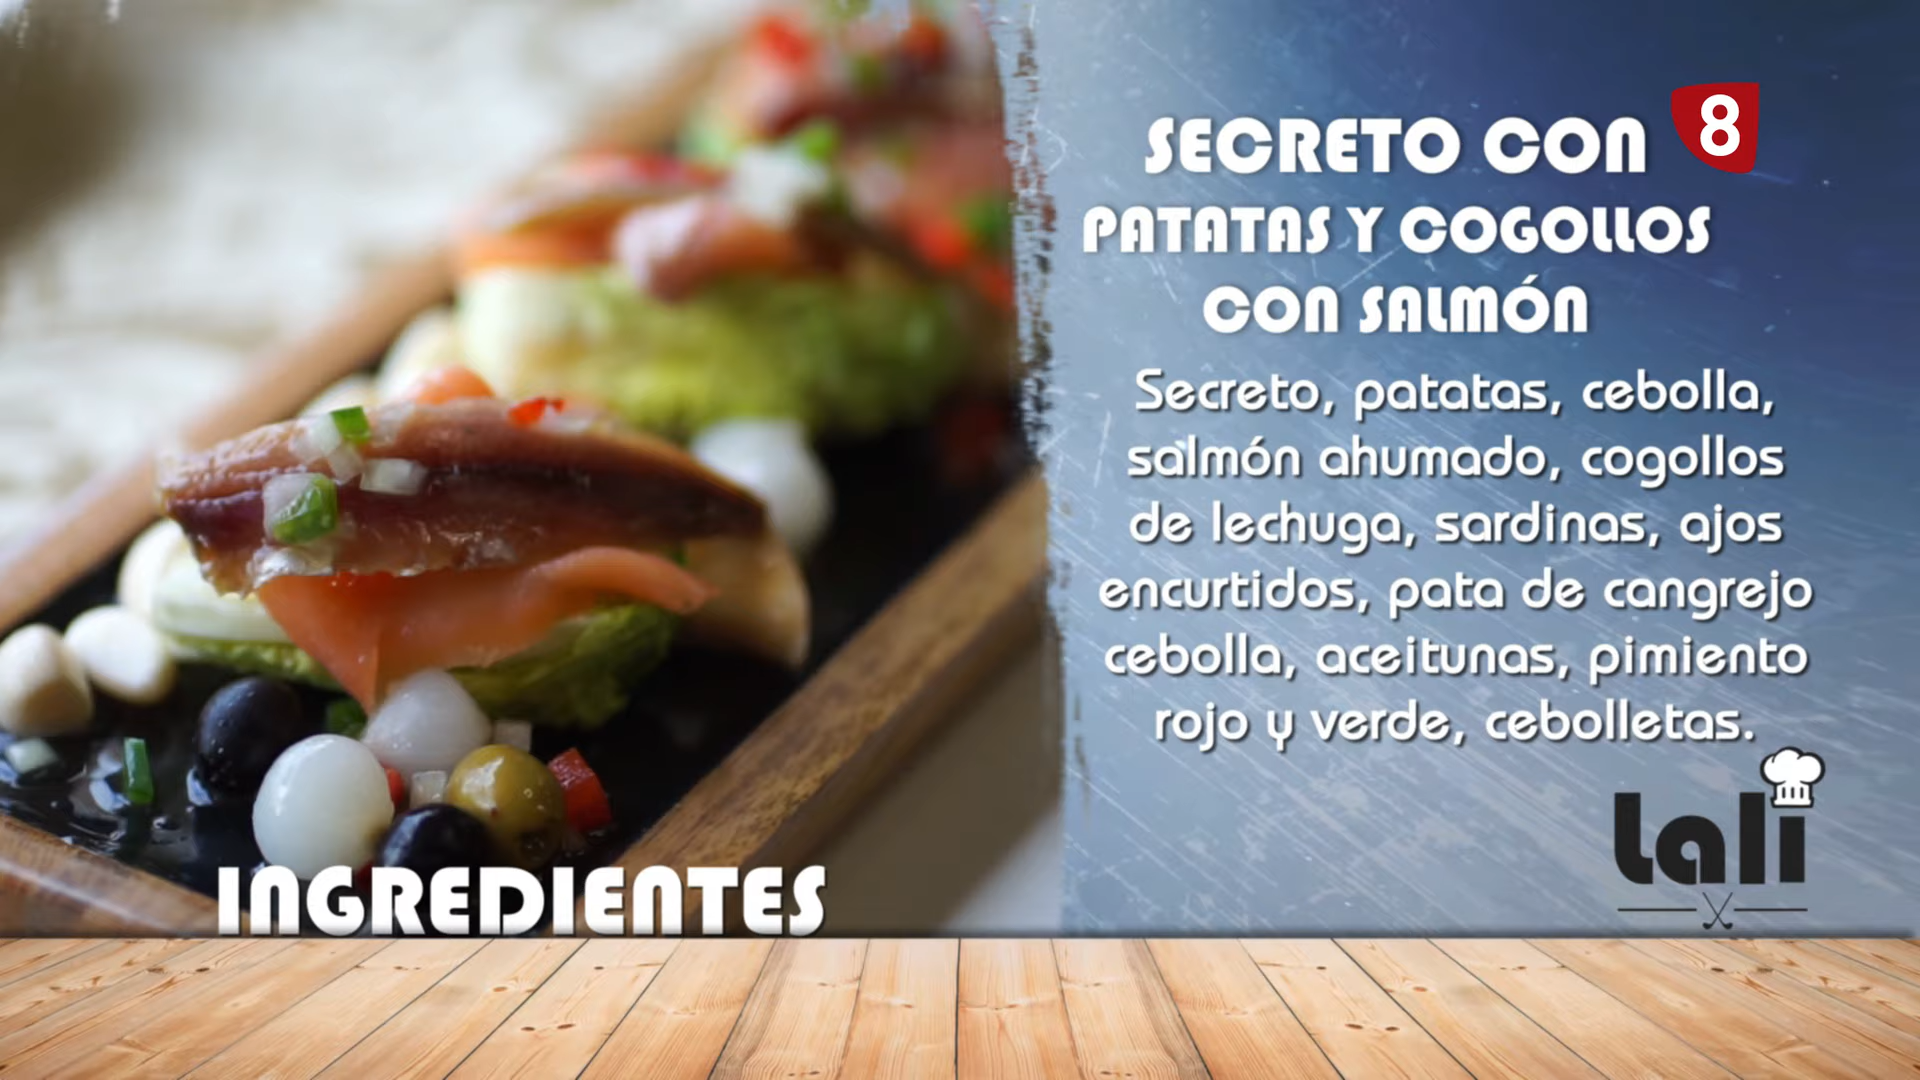 SECRETO CON
8
PATATAS Y COGOLLOS
CON SALMÓN
Secreto, patatas, cebolla,
salmón ahumado, cogollos
de lechuga, sardinas, ajos
encurtidos, pata de cangrejo
cebolla, aceitunas, pimiento
rojo y verde, cebolletas.
Lali
INGREDIENTES